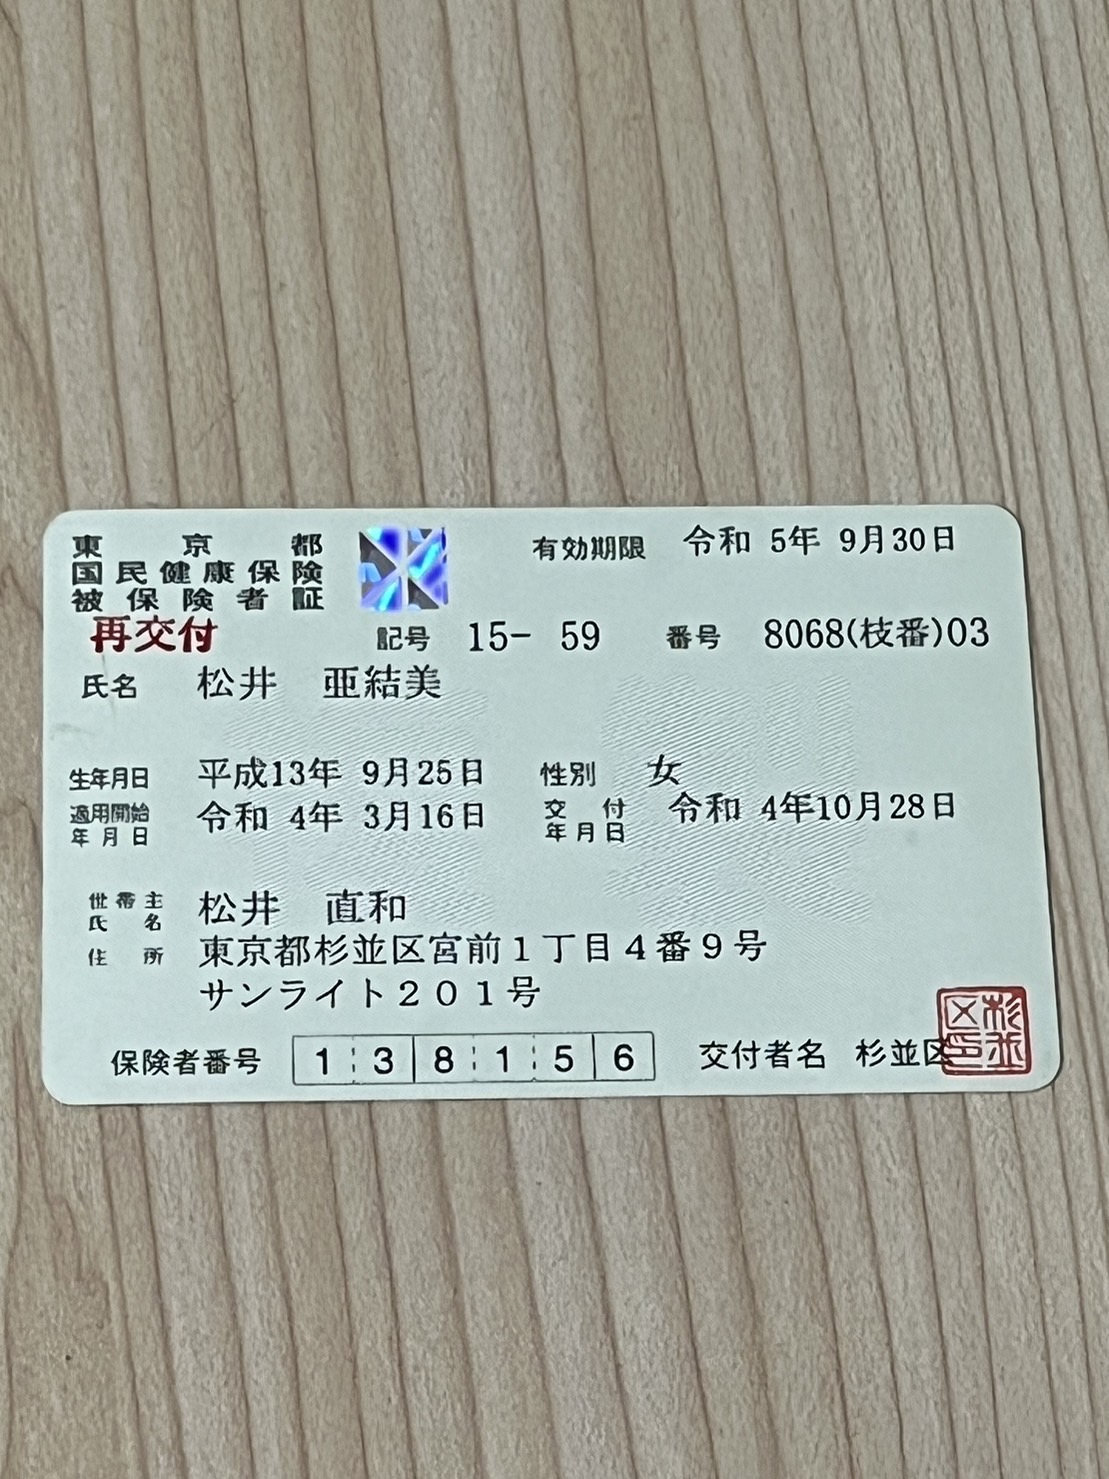 東京都
国民健康保険
被保険者証
有効期限 令和 5年 9月30日
再交付
記号 15- 59 番号 8068(枝番)03
氏名 松井 亜結美
生年月日 平成13年 9月25日 性別 女
適用開始年月日 令和 4年 3月16日 交付年月日 令和 4年10月28日
世帯主氏名 松井 直和
住所 東京都杉並区宮前1丁目4番9号
サンライト201号
保険者番号 138156 交付者名 杉並区
杉並区印